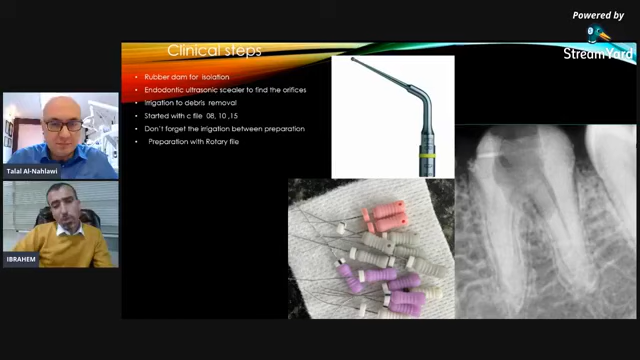 Powered by
StreamYard
Clinical steps
Rubber dam for isolation
Endodontic ultrasonic scealer to find the orifices
Irrigation to debris removal
Started with c file 08, 10 ,15
Don't forget the irrigation between preparation
Preparation with Rotary file
Talal Al-Nahlawi
IBRAHEM